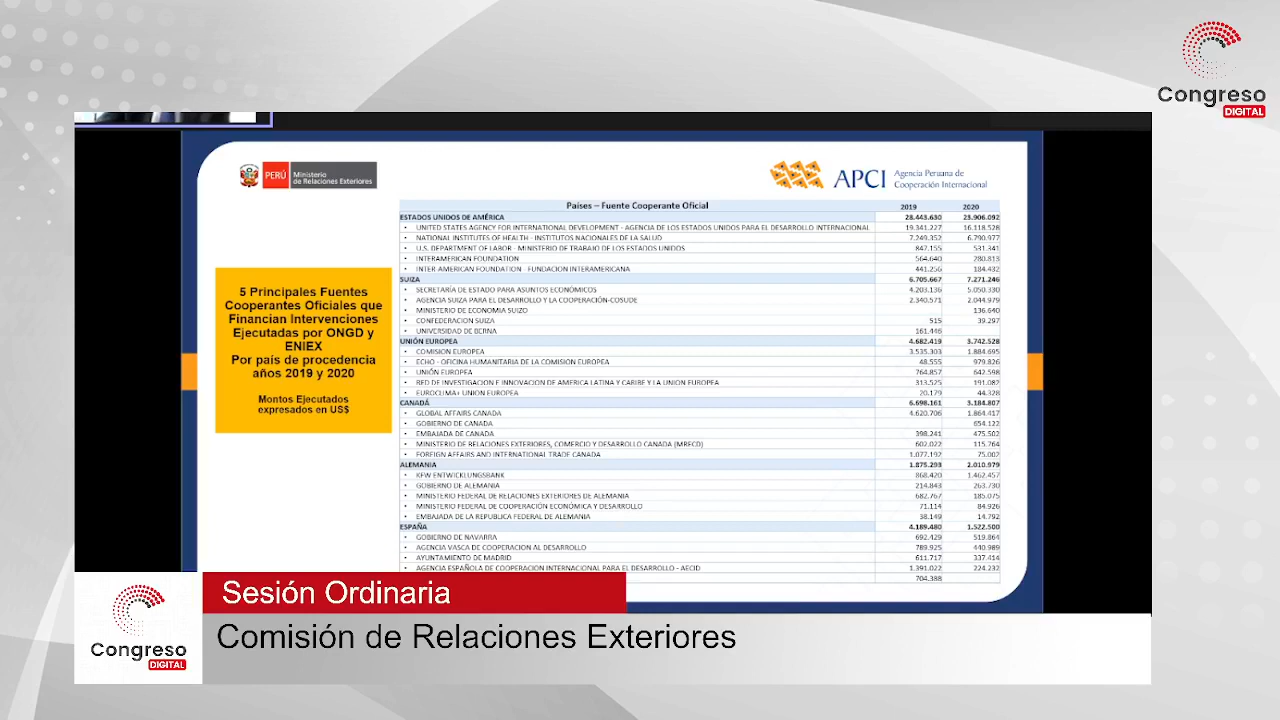 Congreso
DIGITAL
PERÚ
Ministerio
de Relaciones Exteriores
APCI
Agencia Peruana de
Cooperación Internacional
5 Principales Fuentes
Cooperantes Oficiales que
Financian Intervenciones
Ejecutadas por ONGD y
ENIEX
Por país de procedencia
años 2019 y 2020
Montos Ejecutados
expresados en US$
Países – Fuente Cooperante Oficial 2019 2020
ESTADOS UNIDOS DE AMÉRICA 28.443.630 23.906.092
• UNITED STATES AGENCY FOR INTERNATIONAL DEVELOPMENT - AGENCIA DE LOS ESTADOS UNIDOS PARA EL DESARROLLO INTERNACIONAL 19.341.227 16.118.528
• NATIONAL INSTITUTES OF HEALTH - INSTITUTOS NACIONALES DE LA SALUD 7.249.352 6.790.977
• U.S. DEPARTMENT OF LABOR - MINISTERIO DE TRABAJO DE LOS ESTADOS UNIDOS 847.155 531.341
• INTERAMERICAN FOUNDATION 564.640 280.813
• INTER AMERICAN FOUNDATION - FUNDACION INTERAMERICANA 441.256 184.432
SUIZA 6.705.667 7.271.246
• SECRETARÍA DE ESTADO PARA ASUNTOS ECONÓMICOS 4.203.136 5.050.330
• AGENCIA SUIZA PARA EL DESARROLLO Y LA COOPERACIÓN-COSUDE 2.340.571 2.044.979
• MINISTERIO DE ECONOMIA SUIZO 136.640
• CONFEDERACION SUIZA 515 39.297
• UNIVERSIDAD DE BERNA 161.446
UNIÓN EUROPEA 4.682.419 3.742.528
• COMISION EUROPEA 3.535.303 1.884.695
• ECHO - OFICINA HUMANITARIA DE LA COMISION EUROPEA 48.555 979.826
• UNIÓN EUROPEA 764.857 642.598
• RED DE INVESTIGACION E INNOVACION DE AMERICA LATINA Y CARIBE Y LA UNION EUROPEA 313.525 191.082
• EUROCLIMA+ UNION EUROPEA 20.179 44.328
CANADÁ 6.698.161 3.184.807
• GLOBAL AFFAIRS CANADA 4.620.706 1.864.417
• GOBIERNO DE CANADA 654.122
• EMBAJADA DE CANADA 398.241 475.502
• MINISTERIO DE RELACIONES EXTERIORES, COMERCIO Y DESARROLLO CANADA (MRECD) 602.022 115.764
• FOREIGN AFFAIRS AND INTERNATIONAL TRADE CANADA 1.077.192 75.002
ALEMANIA 1.875.293 2.010.979
• KFW ENTWICKLUNGSBANK 868.420 1.462.457
• GOBIERNO DE ALEMANIA 214.843 263.730
• MINISTERIO FEDERAL DE RELACIONES EXTERIORES DE ALEMANIA 682.767 185.075
• MINISTERIO FEDERAL DE COOPERACIÓN ECONÓMICA Y DESARROLLO 71.114 84.926
• EMBAJADA DE LA REPUBLICA FEDERAL DE ALEMANIA 38.149 14.792
ESPAÑA 4.189.480 1.522.500
• GOBIERNO DE NAVARRA 692.429 519.864
• AGENCIA VASCA DE COOPERACION AL DESARROLLO 789.925 440.989
• AYUNTAMIENTO DE MADRID 611.717 337.414
• AGENCIA ESPAÑOLA DE COOPERACION INTERNACIONAL PARA EL DESARROLLO - AECID 1.391.022 224.232
704.388
Sesión Ordinaria
Comisión de Relaciones Exteriores
Congreso
DIGITAL